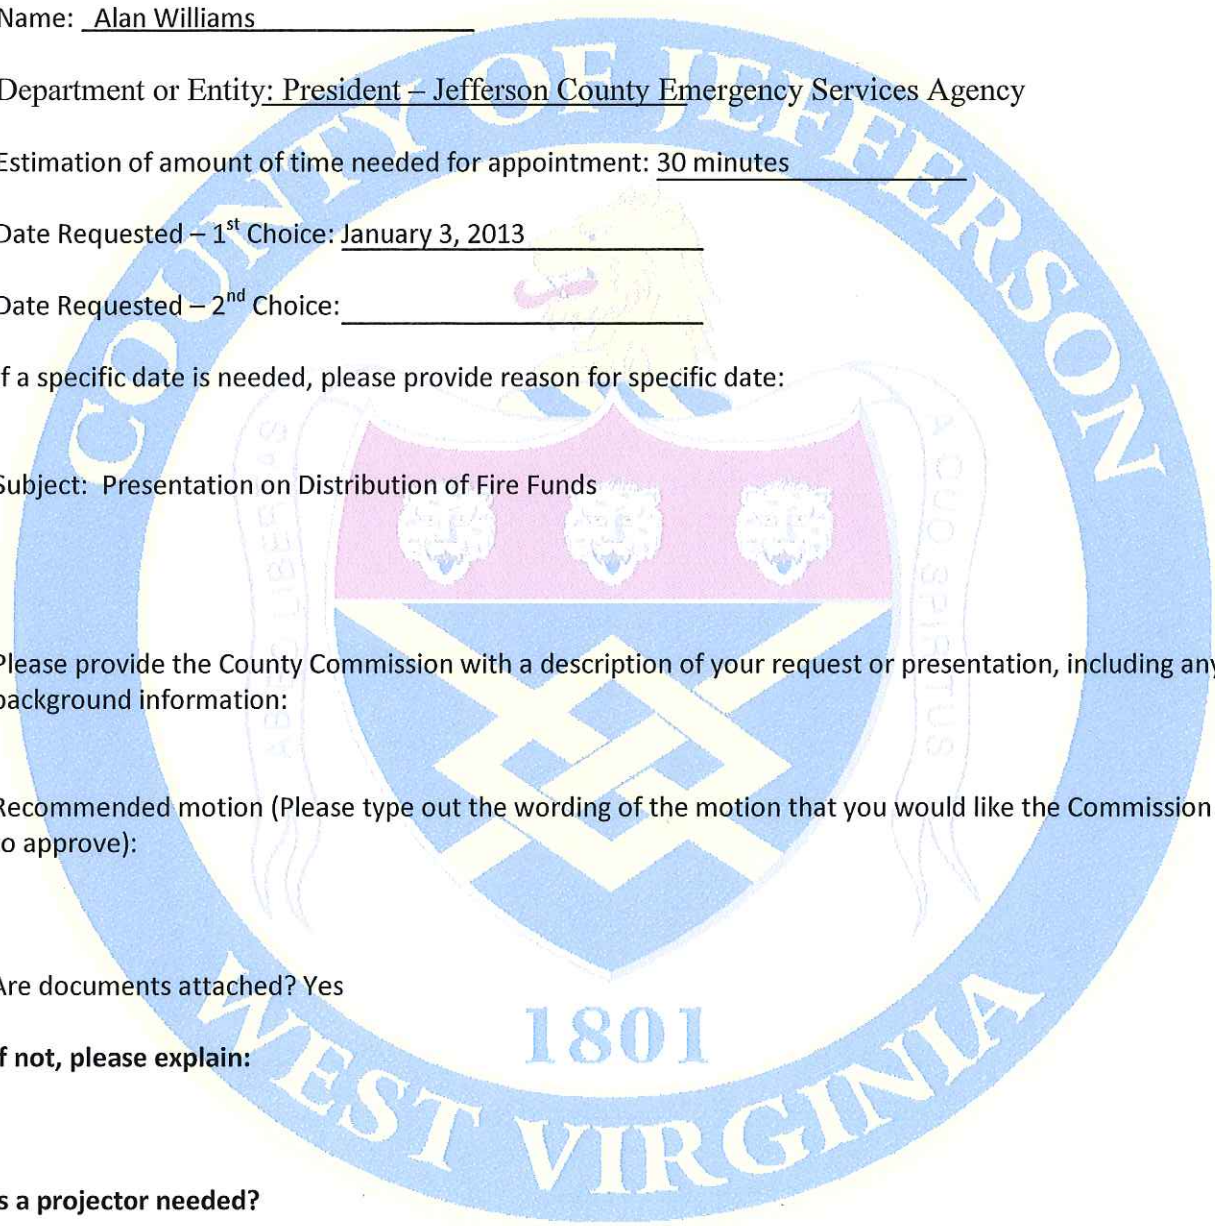 Name: Alan Williams
Department or Entity: President – Jefferson County Emergency Services Agency
Estimation of amount of time needed for appointment: 30 minutes
Date Requested – 1st Choice: January 3, 2013
Date Requested – 2nd Choice:
If a specific date is needed, please provide reason for specific date:
Subject: Presentation on Distribution of Fire Funds
Please provide the County Commission with a description of your request or presentation, including any
background information:
Recommended motion (Please type out the wording of the motion that you would like the Commission
to approve):
Are documents attached? Yes
If not, please explain:
Is a projector needed?
COUNTY OF JEFFERSON
WEST VIRGINIA
1801
LIBERTAS
A QUO SPIRITUS